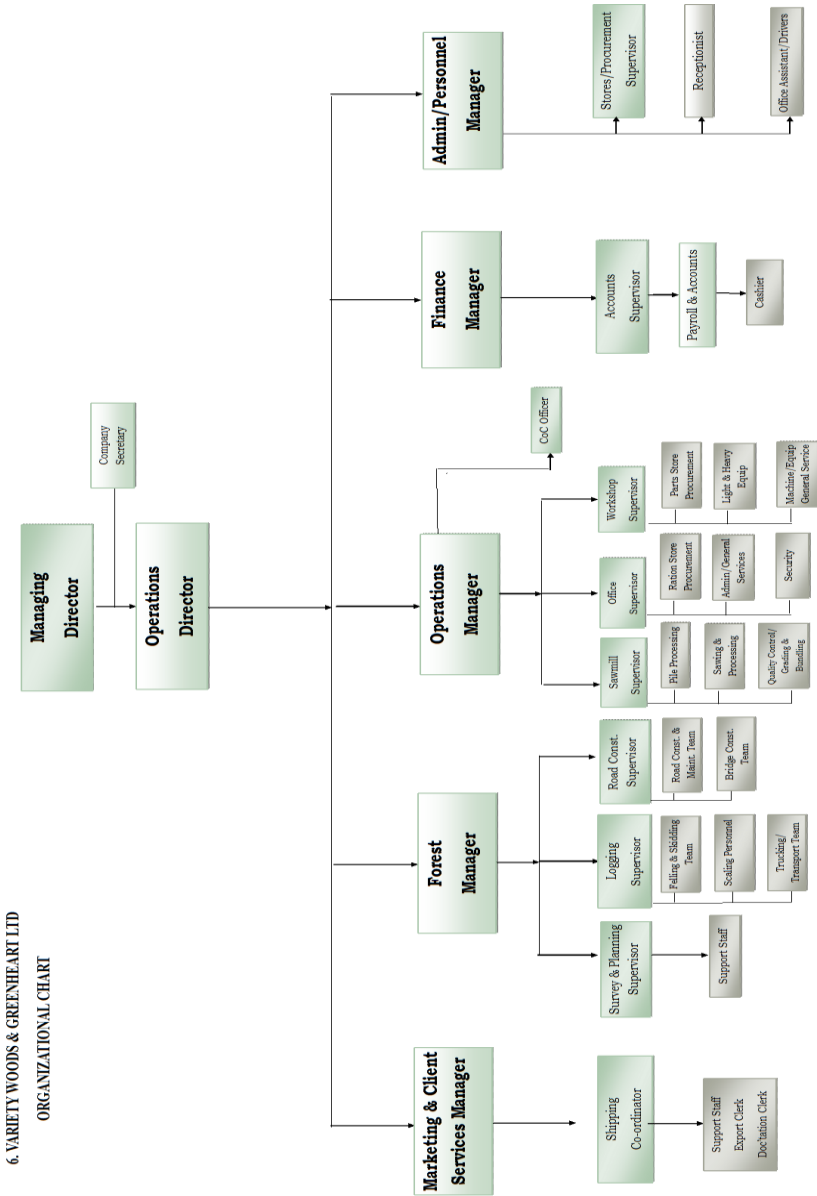 6. VARIETY WOODS & GREENHEART LTD
ORGANIZATIONAL CHART
Managing
Director
Company
Secretary
Operations
Director
Marketing & Client
Services Manager
Forest
Manager
Operations
Manager
Finance
Manager
Admin/Personnel
Manager
CoC Officer
Shipping
Co-ordinator
Survey & Planning
Supervisor
Logging
Supervisor
Road Const.
Supervisor
Sawmill
Supervisor
Office
Supervisor
Workshop
Supervisor
Accounts
Supervisor
Stores/Procurement
Supervisor
Support Staff
Export Clerk
Doc'tation Clerk
Support Staff
Felling & Skidding
Team
Scaling Personnel
Trucking/
Transport Team
Road Const. &
Maint. Team
Bridge Const.
Team
Pile Processing
Sawing &
Processing
Quality Control/
Grading &
Bundling
Ration Store
Procurement
Admin/General
Services
Security
Parts Store
Procurement
Light & Heavy
Equip
Machine/Equip
General Service
Payroll & Accounts
Cashier
Receptionist
Office Assistant/Drivers